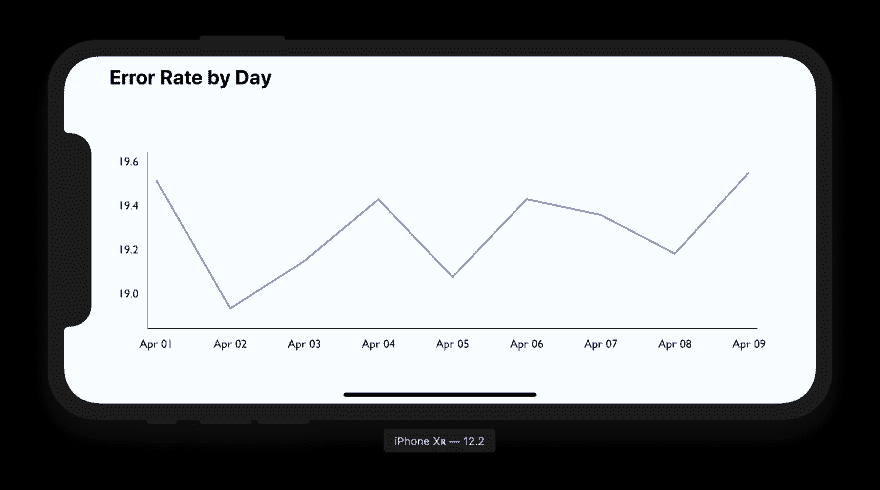 Error Rate by Day
19.6
19.4
19.2
19.0
Apr 01 Apr 02 Apr 03 Apr 04 Apr 05 Apr 06 Apr 07 Apr 08 Apr 09
iPhone Xʀ — 12.2